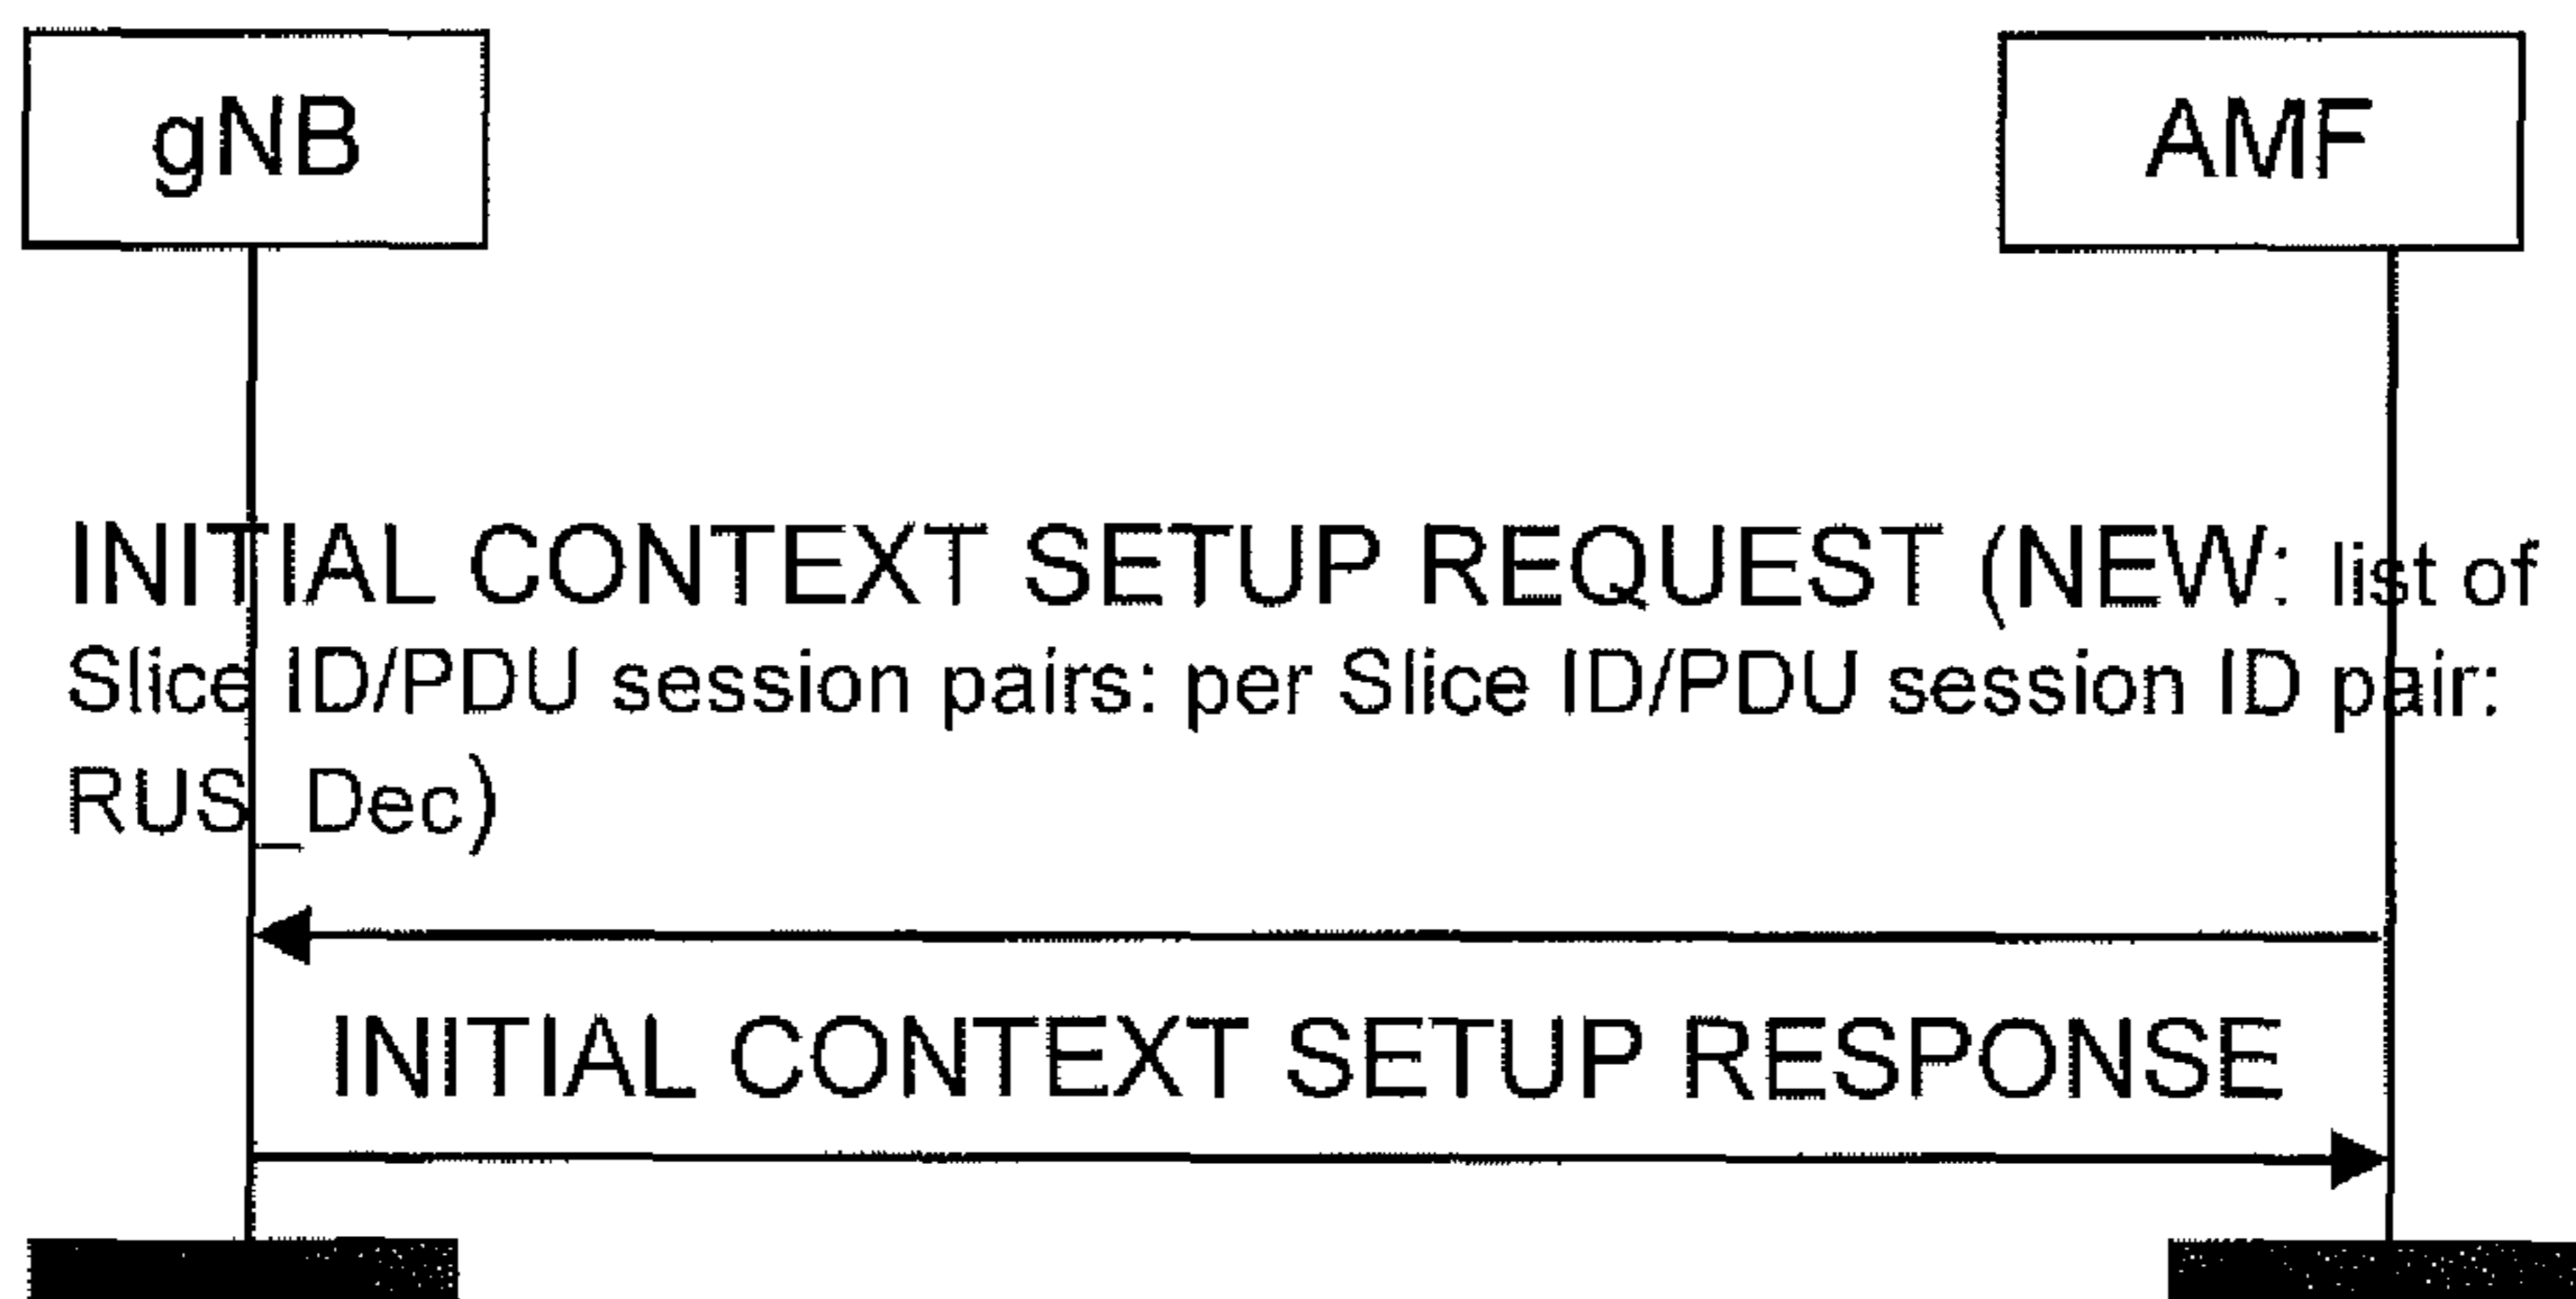 gNB
AMF
INITIAL CONTEXT SETUP REQUEST (NEW: list of
Slice ID/PDU session pairs: per Slice ID/PDU session ID pair:
RUS_Dec)
INITIAL CONTEXT SETUP RESPONSE